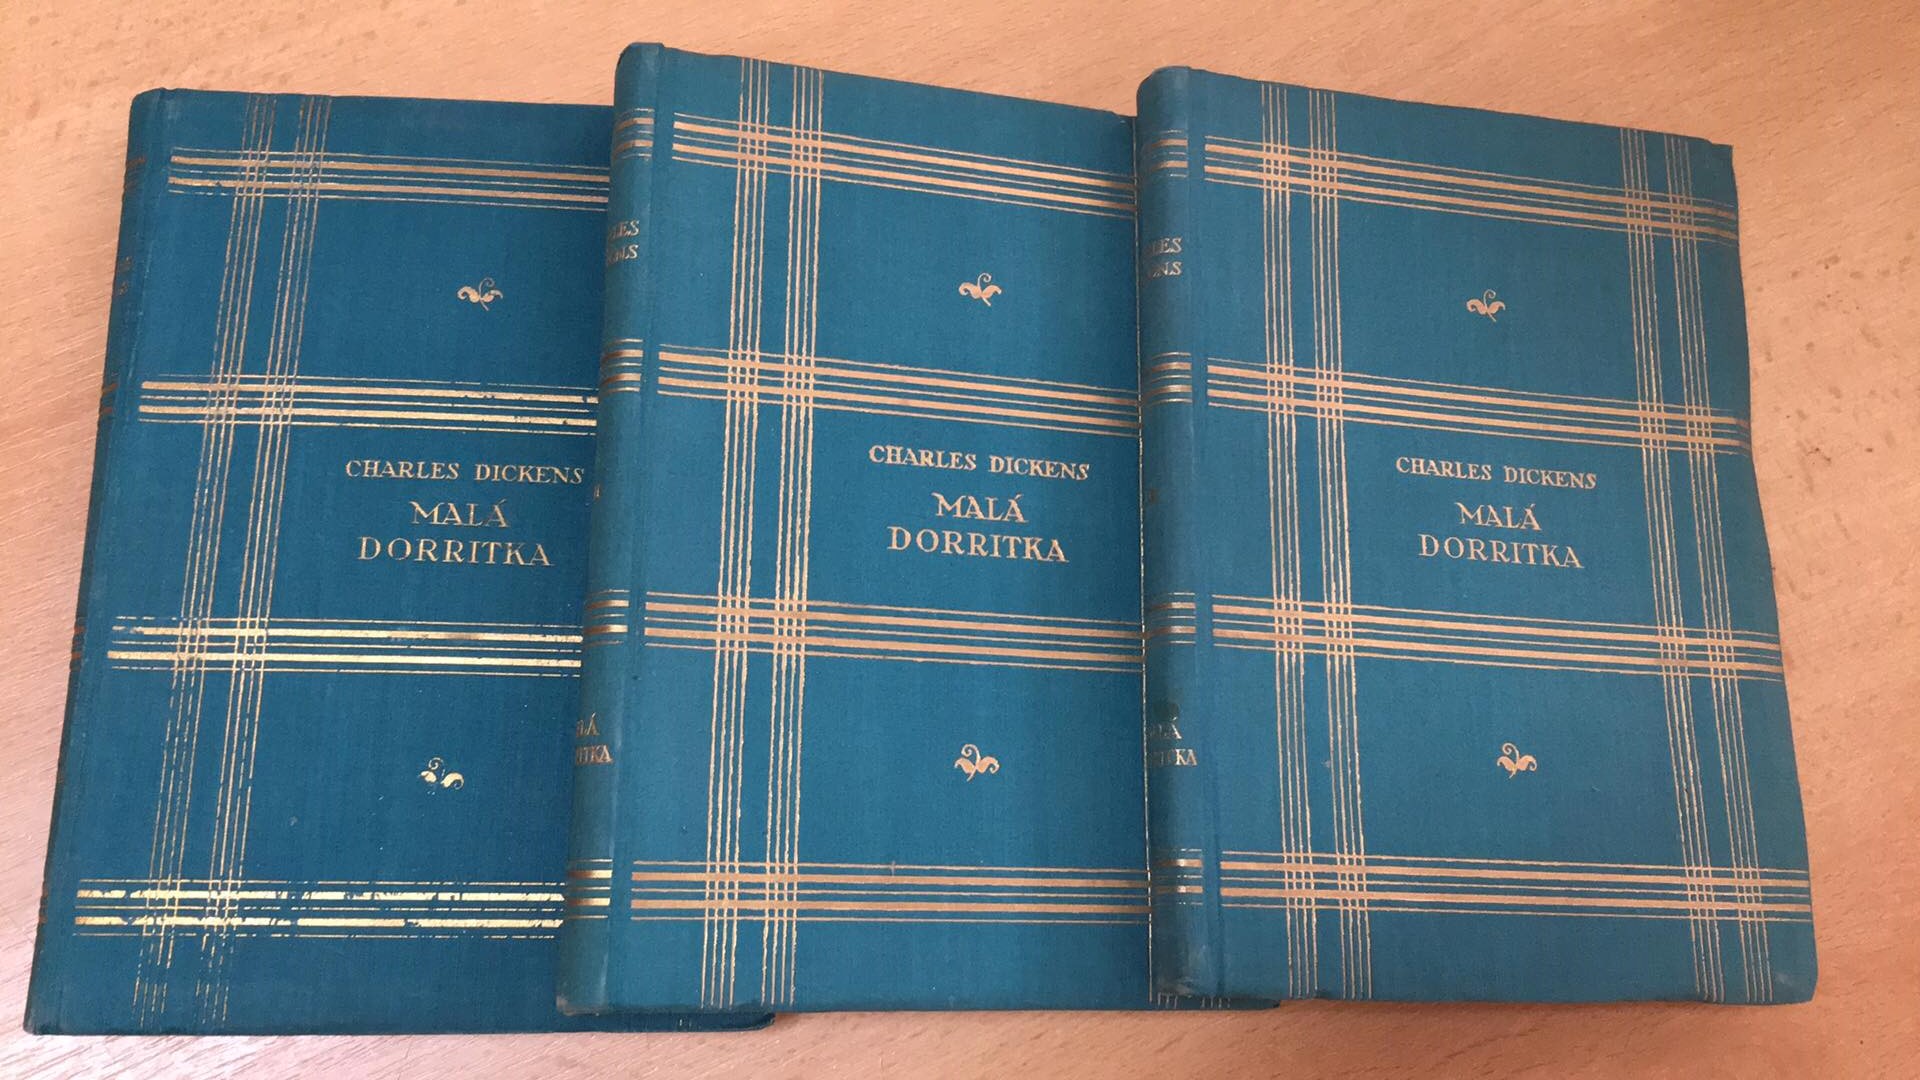 CHARLES DICKENS
MALÁ
DORRITKA
CHARLES DICKENS
MALÁ
DORRITKA
CHARLES DICKENS
MALÁ
DORRITKA